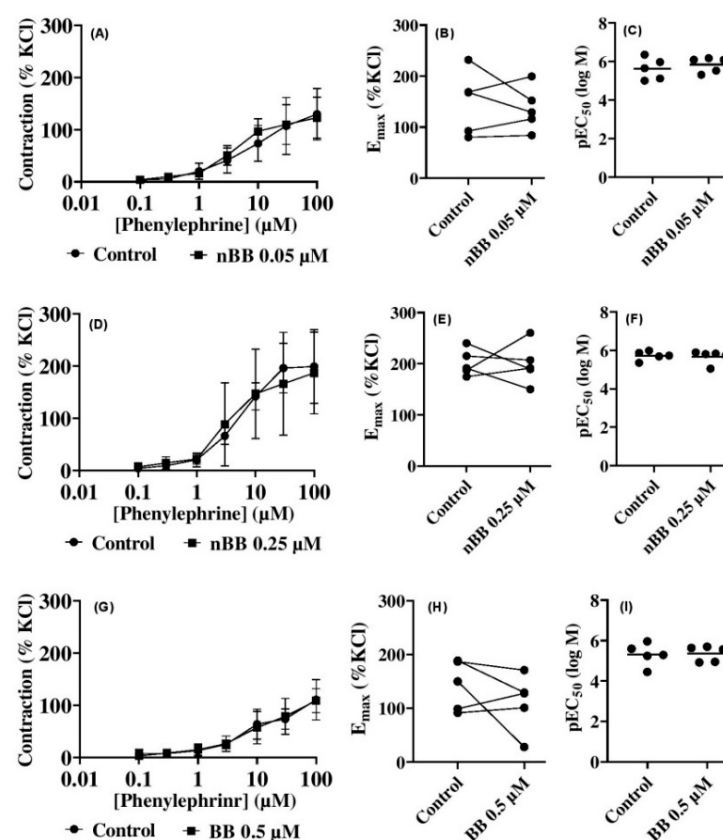 (A)
Contraction (% KCl)
300
200
100
0
0.01 0.1 1 10 100
[Phenylephrine] (µM)
Control nBB 0.05 µM
(B)
Emax (%KCl)
300
200
100
0
Control
nBB 0.05 µM
(C)
pEC50 (log M)
8
6
4
2
0
Control
nBB 0.05 µM
(D)
Contraction (% KCl)
300
200
100
0
0.01 0.1 1 10 100
[Phenylephrine] (µM)
Control nBB 0.25 µM
(E)
Emax (%KCl)
300
200
100
0
Control
nBB 0.25 µM
(F)
pEC50 (log M)
8
6
4
2
0
Control
nBB 0.25 µM
(G)
Contraction (% KCl)
300
200
100
0
0.01 0.1 1 10 100
[Phenylephrinr] (µM)
Control BB 0.5 µM
(H)
Emax (%KCl)
300
200
100
0
Control
BB 0.5 µM
(I)
pEC50 (log M)
8
6
4
2
0
Control
BB 0.5 µM